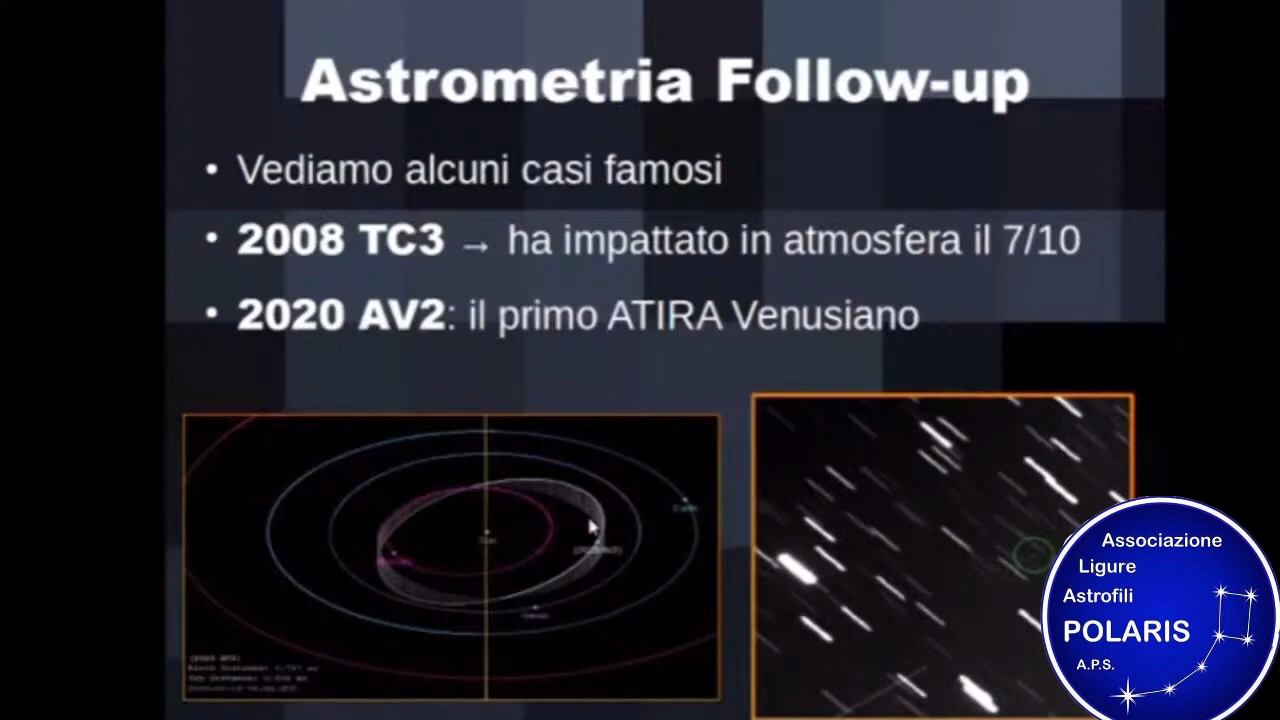 Astrometria Follow-up
• Vediamo alcuni casi famosi
• 2008 TC3 → ha impattato in atmosfera il 7/10
• 2020 AV2: il primo ATIRA Venusiano
Associazione
Ligure
Astrofili
POLARIS
A.P.S.